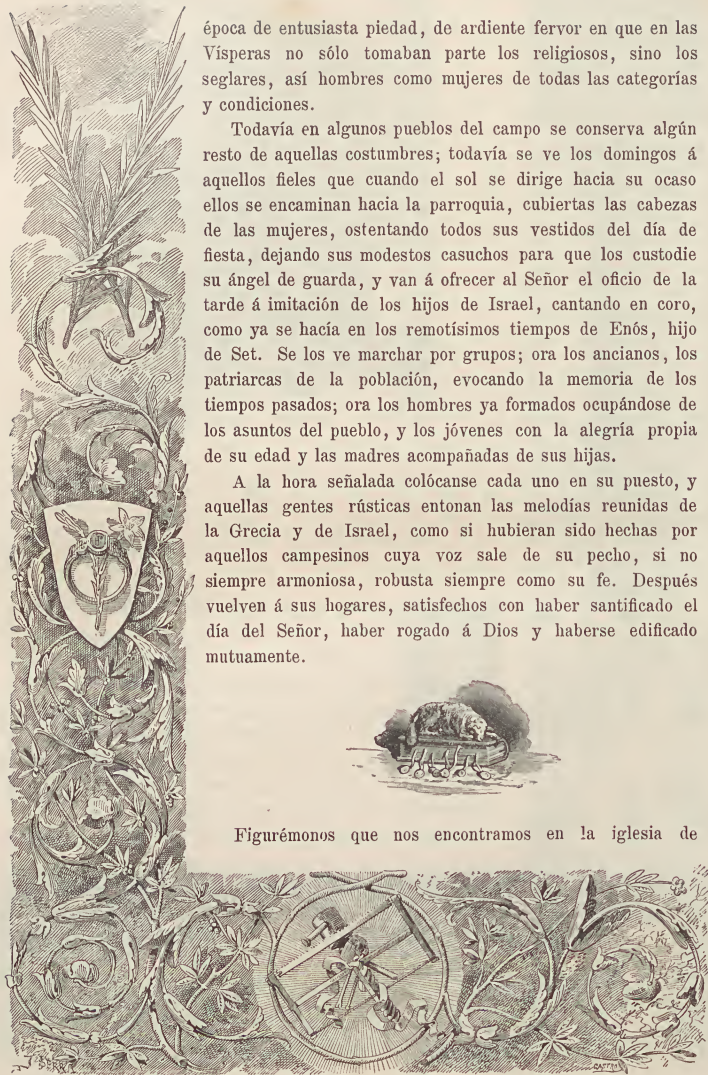 época de entusiasta piedad, de ardiente fervor en que en las
Vísperas no sólo tomaban parte los religiosos, sino los
seglares, así hombres como mujeres de todas las categorías
y condiciones.
Todavía en algunos pueblos del campo se conserva algún
resto de aquellas costumbres; todavía se ve los domingos á
aquellos fieles que cuando el sol se dirige hacia su ocaso
ellos se encaminan hacia la parroquia, cubiertas las cabezas
de las mujeres, ostentando todos sus vestidos del día de
fiesta, dejando sus modestos casuchos para que los custodie
su ángel de guarda, y van á ofrecer al Señor el oficio de la
tarde á imitación de los hijos de Israel, cantando en coro,
como ya se hacía en los remotísimos tiempos de Enós, hijo
de Set. Se los ve marchar por grupos; ora los ancianos, los
patriarcas de la población, evocando la memoria de los
tiempos pasados; ora los hombres ya formados ocupándose de
los asuntos del pueblo, y los jóvenes con la alegría propia
de su edad y las madres acompañadas de sus hijas.
A la hora señalada colócanse cada uno en su puesto, y
aquellas gentes rústicas entonan las melodías reunidas de
la Grecia y de Israel, como si hubieran sido hechas por
aquellos campesinos cuya voz sale de su pecho, si no
siempre armoniosa, robusta siempre como su fe. Después
vuelven á sus hogares, satisfechos con haber santificado el
día del Señor, haber rogado á Dios y haberse edificado
mutuamente.
Figurémonos que nos encontramos en la iglesia de